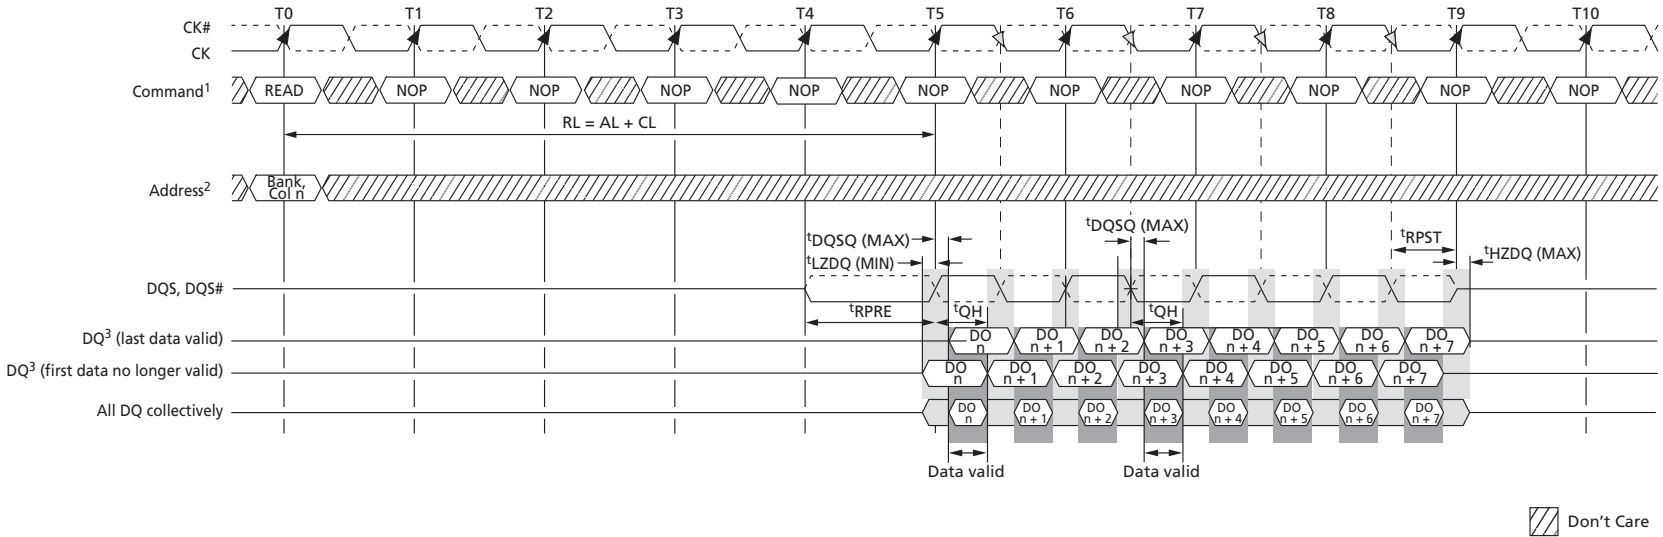 T0 T1 T2 T3 T4 T5 T6 T7 T8 T9 T10
CK#
CK
Command1 READ NOP NOP NOP NOP NOP NOP NOP NOP NOP NOP
RL = AL + CL
Address2 Bank,
Col n
tDQSQ (MAX) tDQSQ (MAX) tRPST
tLZDQ (MIN) tHZDQ (MAX)
DQS, DQS#
tRPRE tQH tQH
DQ3 (last data valid) DO n DO n + 1 DO n + 2 DO n + 3 DO n + 4 DO n + 5 DO n + 6 DO n + 7
DQ3 (first data no longer valid) DO n DO n + 1 DO n + 2 DO n + 3 DO n + 4 DO n + 5 DO n + 6 DO n + 7
All DQ collectively DO n DO n + 1 DO n + 2 DO n + 3 DO n + 4 DO n + 5 DO n + 6 DO n + 7
Data valid Data valid
Don't Care